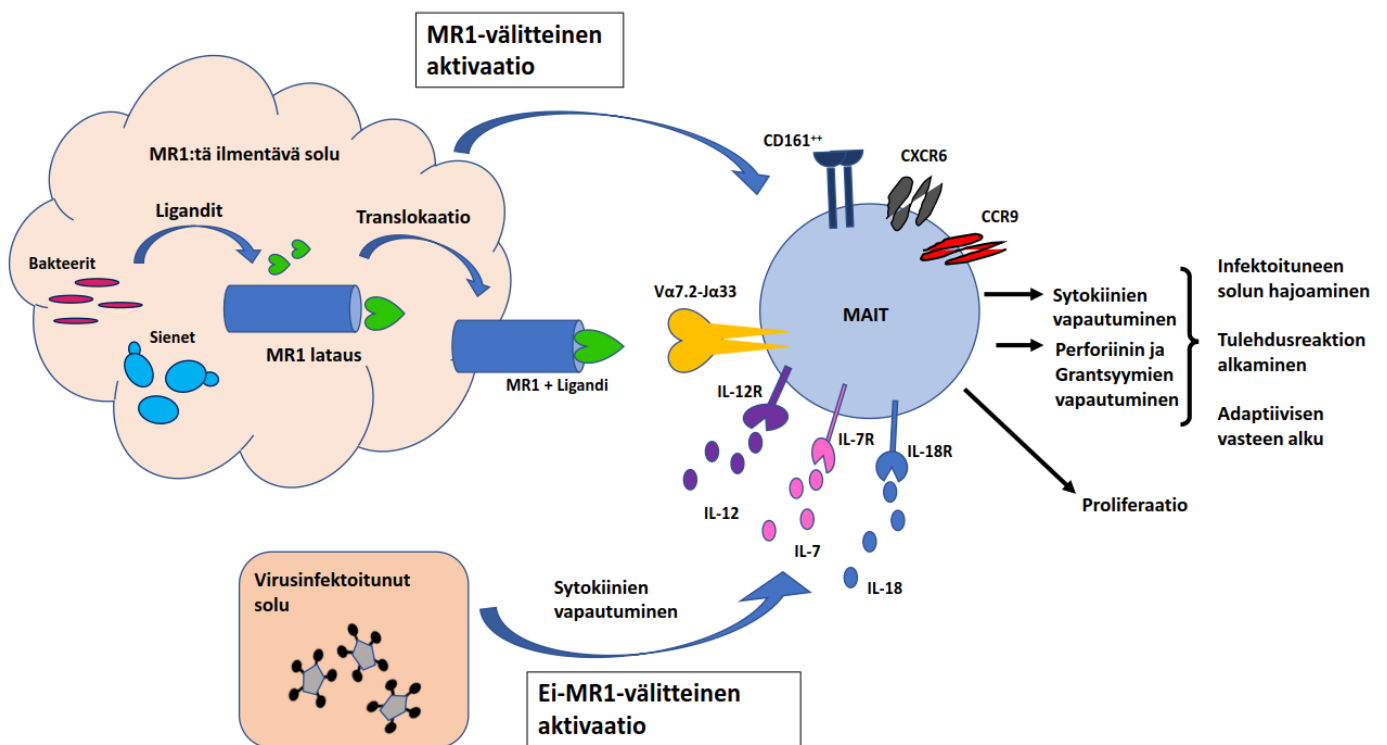 MR1-välitteinen
aktivaatio
MR1:tä ilmentävä solu
Ligandit
Translokaatio
Bakteerit
Sienet
MR1 lataus
MR1 + Ligandi
CD161⁺⁺
CXCR6
CCR9
Vα7.2-Jα33
MAIT
IL-12R
IL-7R
IL-18R
IL-12
IL-7
IL-18
Sytokiinien
vapautuminen
Perforiinin ja
Grantsyymien
vapautuminen
Infektoituneen
solun hajoaminen
Tulehdusreaktion
alkaminen
Adaptiivisen
vasteen alku
Proliferaatio
Virusinfektoitunut
solu
Sytokiinien
vapautuminen
Ei-MR1-välitteinen
aktivaatio